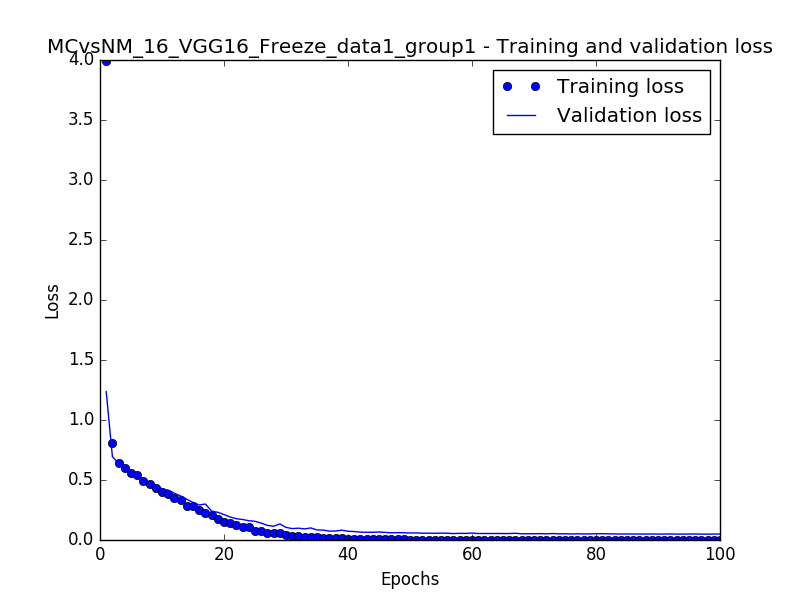 MCvsNM_16_VGG16_Freeze_data1_group1 - Training and validation loss
4.0
3.5
3.0
2.5
2.0
1.5
1.0
0.5
0.0
Loss
Training loss
Validation loss
0 20 40 60 80 100
Epochs